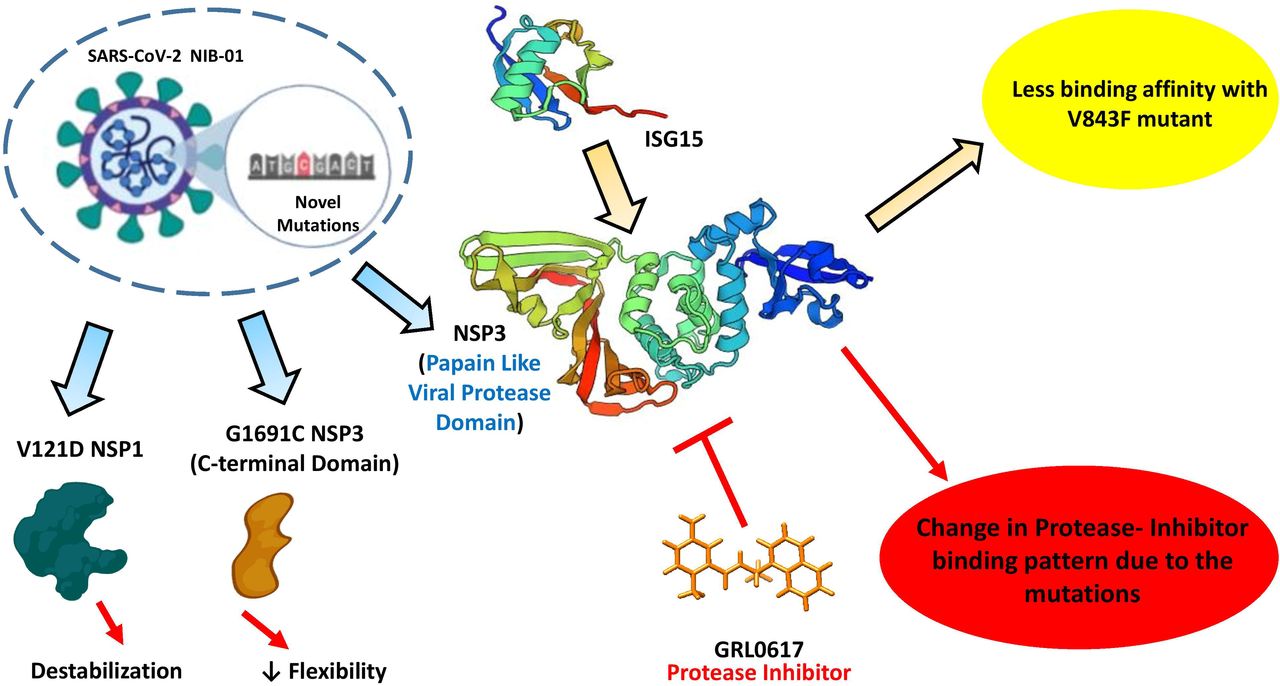 SARS-CoV-2 NIB-01
ATGCGACT
Novel
Mutations
ISG15
Less binding affinity with
V843F mutant
NSP3
(Papain Like
Viral Protease
Domain)
V121D NSP1
G1691C NSP3
(C-terminal Domain)
Destabilization
↓ Flexibility
GRL0617
Protease Inhibitor
Change in Protease- Inhibitor
binding pattern due to the
mutations